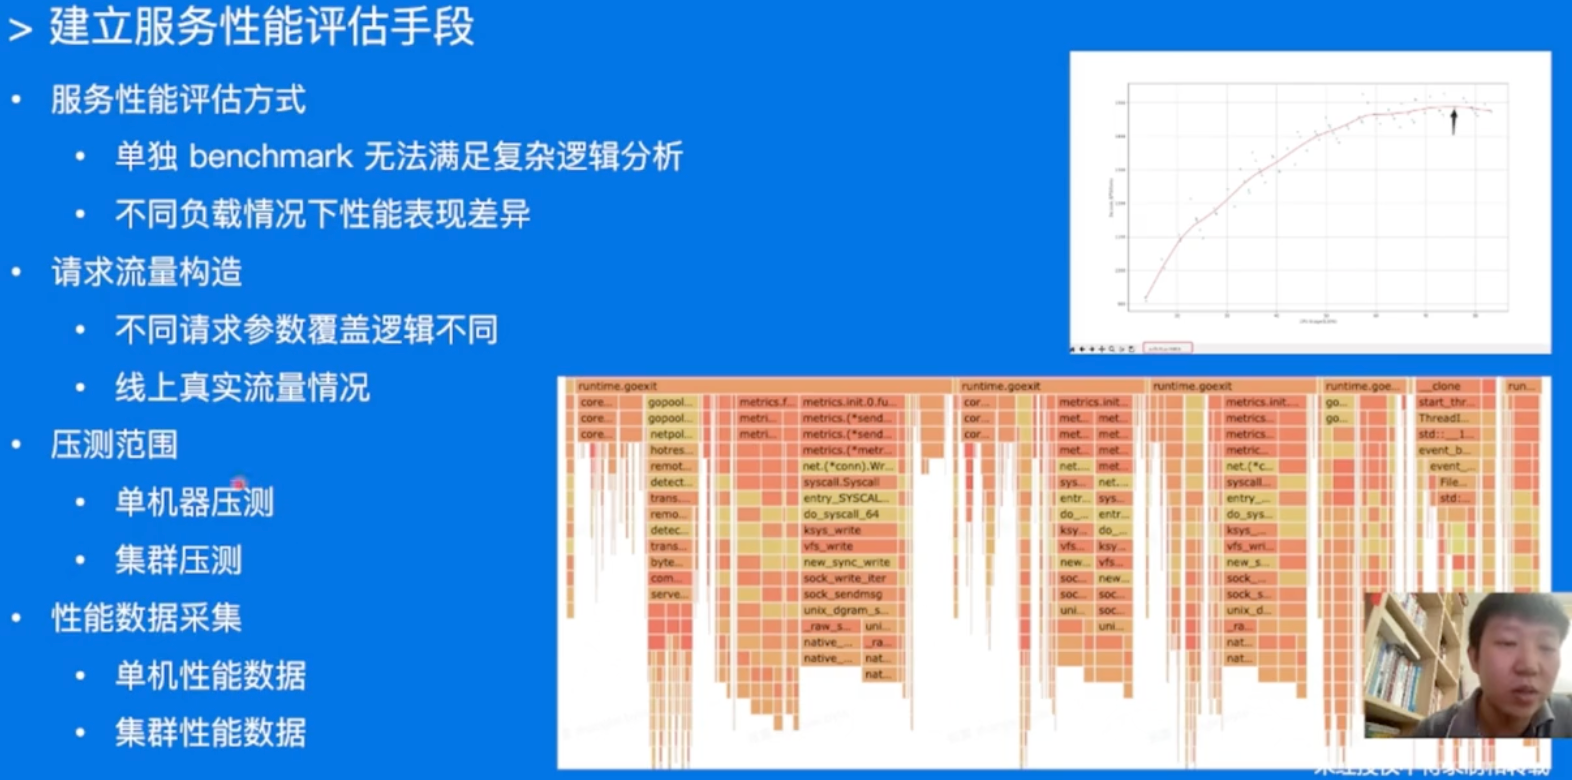 > 建立服务性能评估手段
• 服务性能评估方式
• 单独 benchmark 无法满足复杂逻辑分析
• 不同负载情况下性能表现差异
• 请求流量构造
• 不同请求参数覆盖逻辑不同
• 线上真实流量情况
• 压测范围
• 单机器压测
• 集群压测
• 性能数据采集
• 单机性能数据
• 集群性能数据
runtime.goexit runtime.goexit runtime.goexit runtime.goe... __clone run...
core... gopool... metrics.f... metrics.init.0.fu... cor... metrics.init... metrics.init.... go... start_thr...
core... gopool... metri... metrics.(*send... cor... met... met... metrics... go... ThreadI...
core... netpol... metri... metrics.(*send... cor... met... met... metrics... std::__1...
hotres... metrics.(*metr... met... met... metric... event_b...
remot... net.(*conn).Wr... net.... met... net.(*c... event_...
detect... syscall.Syscall sys... net.... syscall... File...
trans... entry_SYSCAL... entr... sys... entry_... std:...
remo... do_syscall_64 do_... entr... do_sys...
detec... ksys_write ksy... do_... ksys_...
trans... vfs_write vfs... ksy... vfs_wri...
byte... new_sync_write new... vfs... new_s...
com... sock_write_iter soc... new... sock_...
serve... sock_sendmsg soc... soc... sock_s...
unix_dgram_s... uni... soc... unix_d...
_raw_s... uni... uni... _ra...
native_... _ra... nat...
native_... nat... nat...
nat...